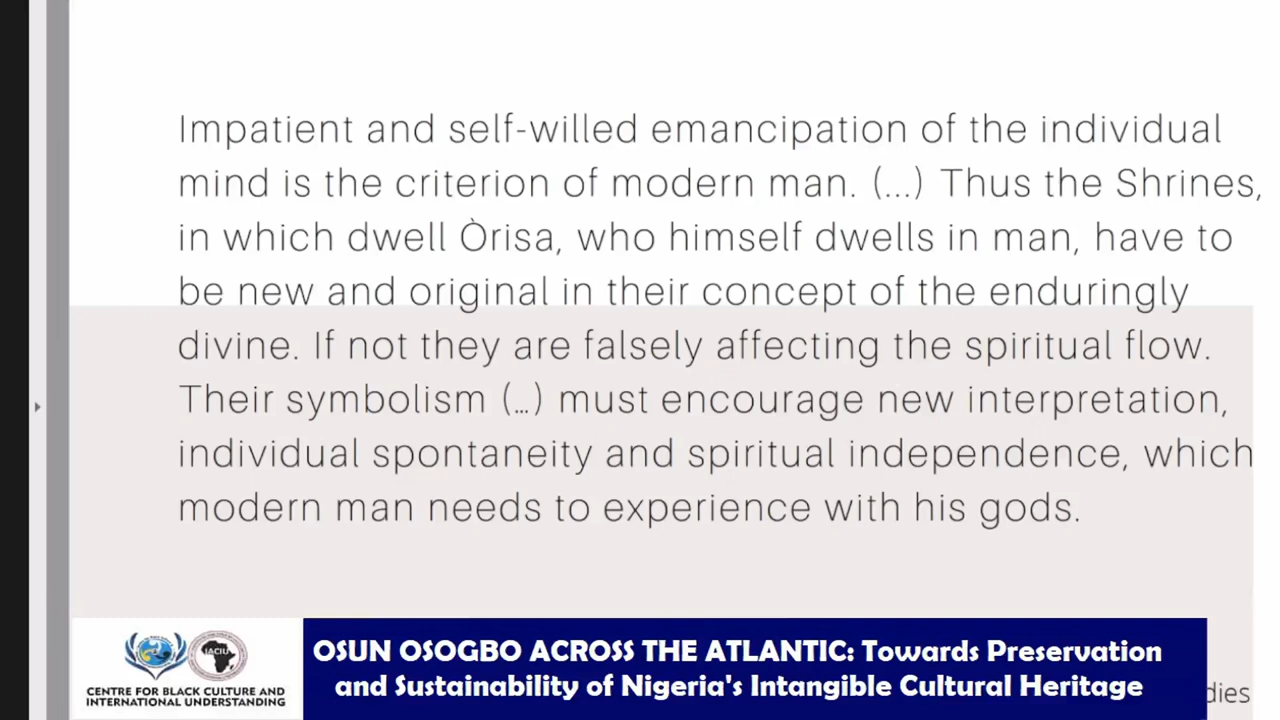 Impatient and self-willed emancipation of the individual
mind is the criterion of modern man. (...) Thus the Shrines,
in which dwell Òrisa, who himself dwells in man, have to
be new and original in their concept of the enduringly
divine. If not they are falsely affecting the spiritual flow.
Their symbolism (...) must encourage new interpretation,
individual spontaneity and spiritual independence, which
modern man needs to experience with his gods.
IACIU
CENTRE FOR BLACK CULTURE AND
INTERNATIONAL UNDERSTANDING
OSUN OSOGBO ACROSS THE ATLANTIC: Towards Preservation
and Sustainability of Nigeria's Intangible Cultural Heritage
dies